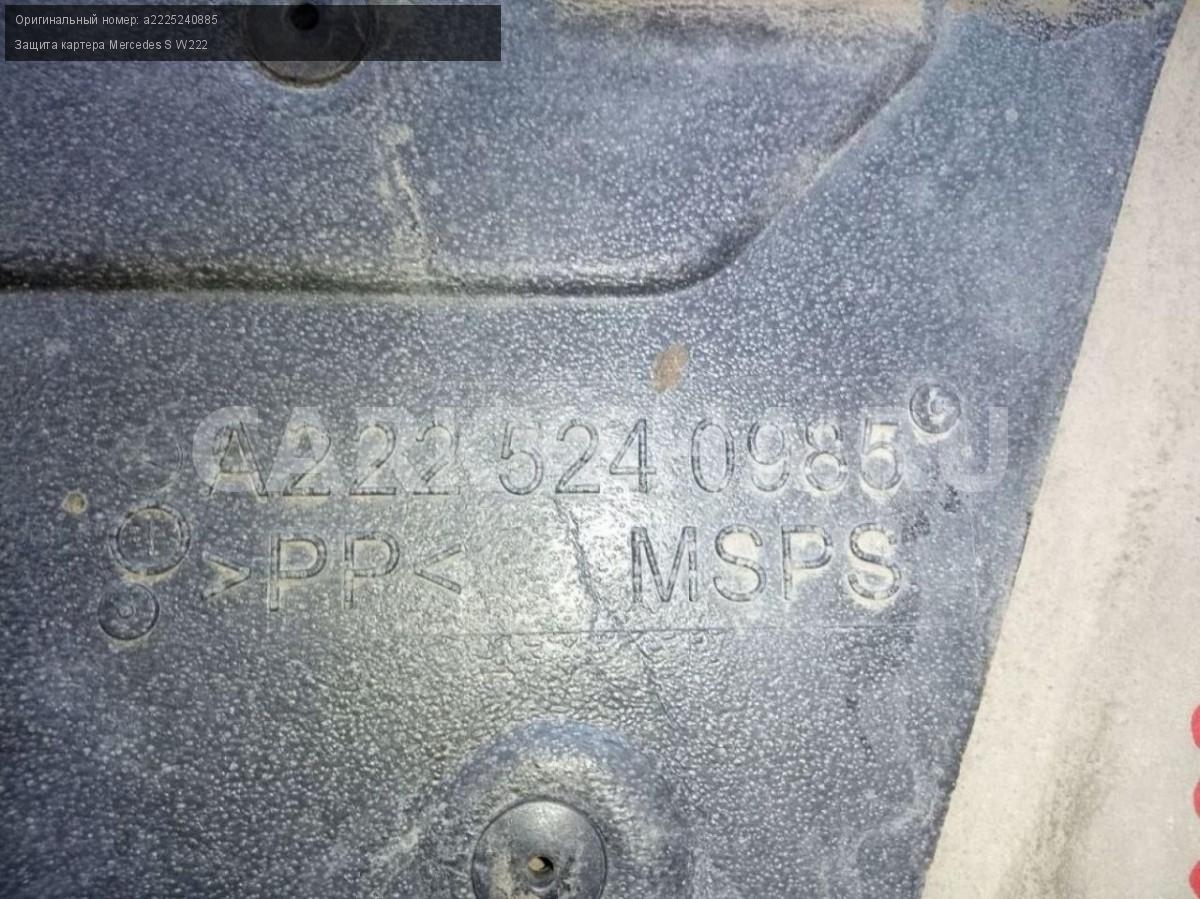 Оригинальный номер: a2225240885
Защита картера Mercedes S W222
A222 524 0985
>PP< MSPS